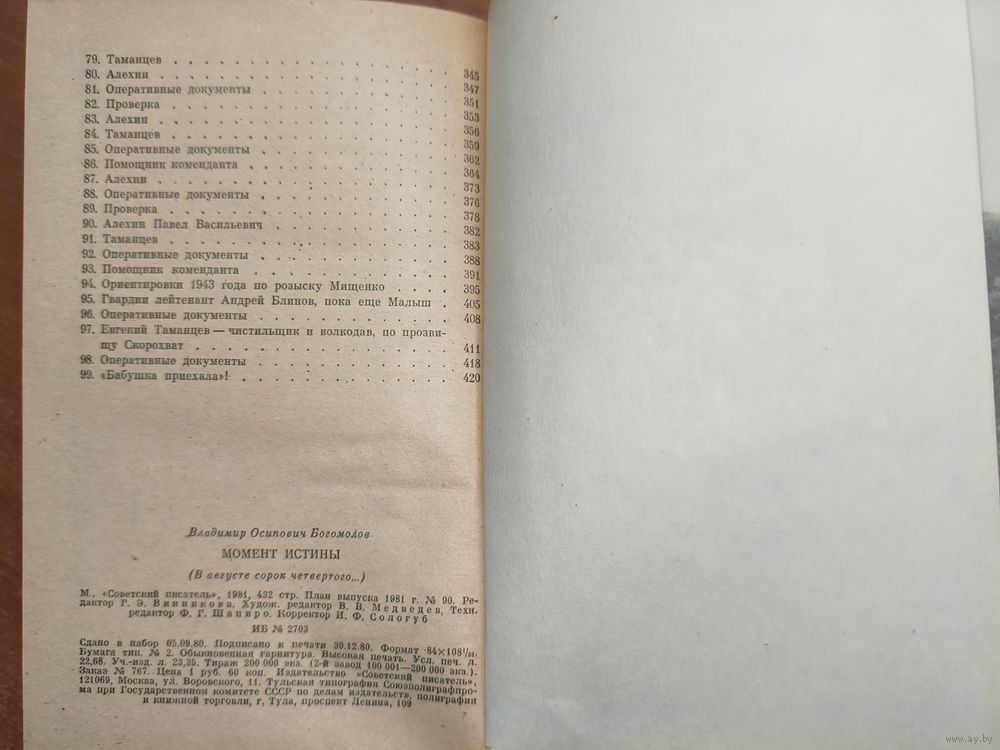 79. Таманцев . . . . . . . . . . . . . . . 345
80. Алехин . . . . . . . . . . . . . . . . 347
81. Оперативные документы . . . . . . . . . . 351
82. Проверка . . . . . . . . . . . . . . . 353
83. Алехин . . . . . . . . . . . . . . . . 356
84. Таманцев . . . . . . . . . . . . . . . 359
85. Оперативные документы . . . . . . . . . . 362
86. Помощник коменданта . . . . . . . . . . . 364
87. Алехин . . . . . . . . . . . . . . . . 373
88. Оперативные документы . . . . . . . . . . 376
89. Проверка . . . . . . . . . . . . . . . 378
90. Алехин Павел Васильевич . . . . . . . . . 382
91. Таманцев . . . . . . . . . . . . . . . 383
92. Оперативные документы . . . . . . . . . . 388
93. Помощник коменданта . . . . . . . . . . . 391
94. Ориентировки 1943 года по розыску Мищенко . . . . 395
95. Гвардии лейтенант Андрей Блинов, пока еще Малыш . . 405
96. Оперативные документы . . . . . . . . . . 408
97. Евгений Таманцев — чистильщик и волкодав, по прозви-
щу Скорохват . . . . . . . . . . . . . 411
98. Оперативные документы . . . . . . . . . . 418
99. «Бабушка приехала»! . . . . . . . . . . . 420
Владимир Осипович Богомолов
МОМЕНТ ИСТИНЫ
(В августе сорок четвертого...)
М., «Советский писатель», 1981, 432 стр. План выпуска 1981 г. № 90. Ре-
дактор Г. Э. Винникова. Худож. редактор В. В. Медведев, Техн.
редактор Ф. Г. Шапиро. Корректор И. Ф. Сологуб
ИБ № 2703
Сдано в набор 05.09.80. Подписано к печати 30.12.80. Формат 84×108¹/₃₂.
Бумага тип. № 2. Обыкновенная гарнитура. Высокая печать. Усл. печ. л.
22,68. Уч.-изд. л. 23,35. Тираж 200 000 экз. (2-й завод 100 001—200 000 экз.).
Заказ № 767. Цена 1 руб. 60 коп. Издательство «Советский писатель»,
121069, Москва, ул. Воровского, 11. Тульская типография Союзполиграфпро-
ма при Государственном комитете СССР по делам издательств, полиграфии
и книжной торговли, г. Тула, проспект Ленина, 109
www.ay.by